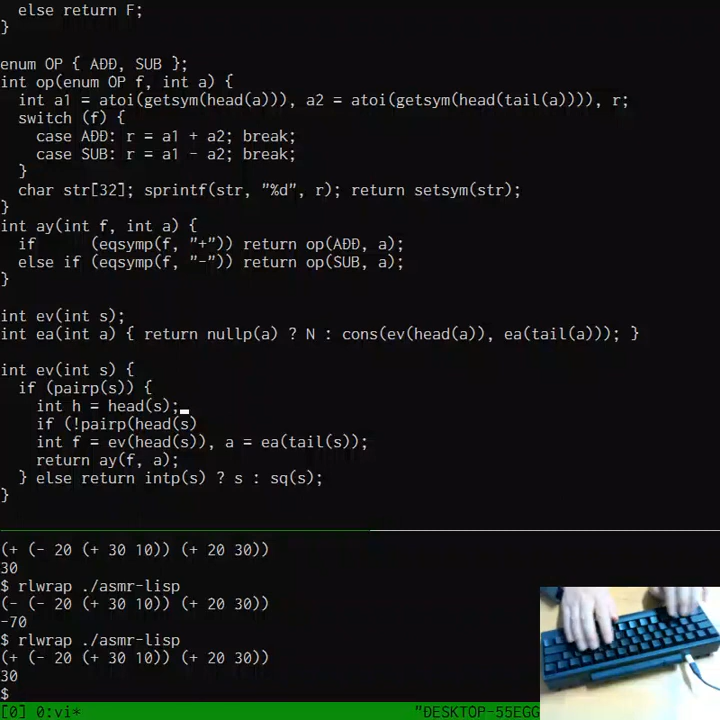 else return F;
}

enum OP { ADD, SUB };
int op(enum OP f, int a) {
  int a1 = atoi(getsym(head(a))), a2 = atoi(getsym(head(tail(a)))), r;
  switch (f) {
    case ADD: r = a1 + a2; break;
    case SUB: r = a1 - a2; break;
  }
  char str[32]; sprintf(str, "%d", r); return setsym(str);
}
int ay(int f, int a) {
  if      (eqsymp(f, "+")) return op(ADD, a);
  else if (eqsymp(f, "-")) return op(SUB, a);
}

int ev(int s);
int ea(int a) { return nullp(a) ? N : cons(ev(head(a)), ea(tail(a))); }

int ev(int s) {
  if (pairp(s)) {
    int h = head(s);
    if (!pairp(head(s)
    int f = ev(head(s)), a = ea(tail(s));
    return ay(f, a);
  } else return intp(s) ? s : sq(s);
}
(+ (- 20 (+ 30 10)) (+ 20 30))
30
$ rlwrap ./asmr-lisp
(- (- 20 (+ 30 10)) (+ 20 30))
-70
$ rlwrap ./asmr-lisp
(+ (- 20 (+ 30 10)) (+ 20 30))
30
$
[0] 0:vi* "DESKTOP-55EGG